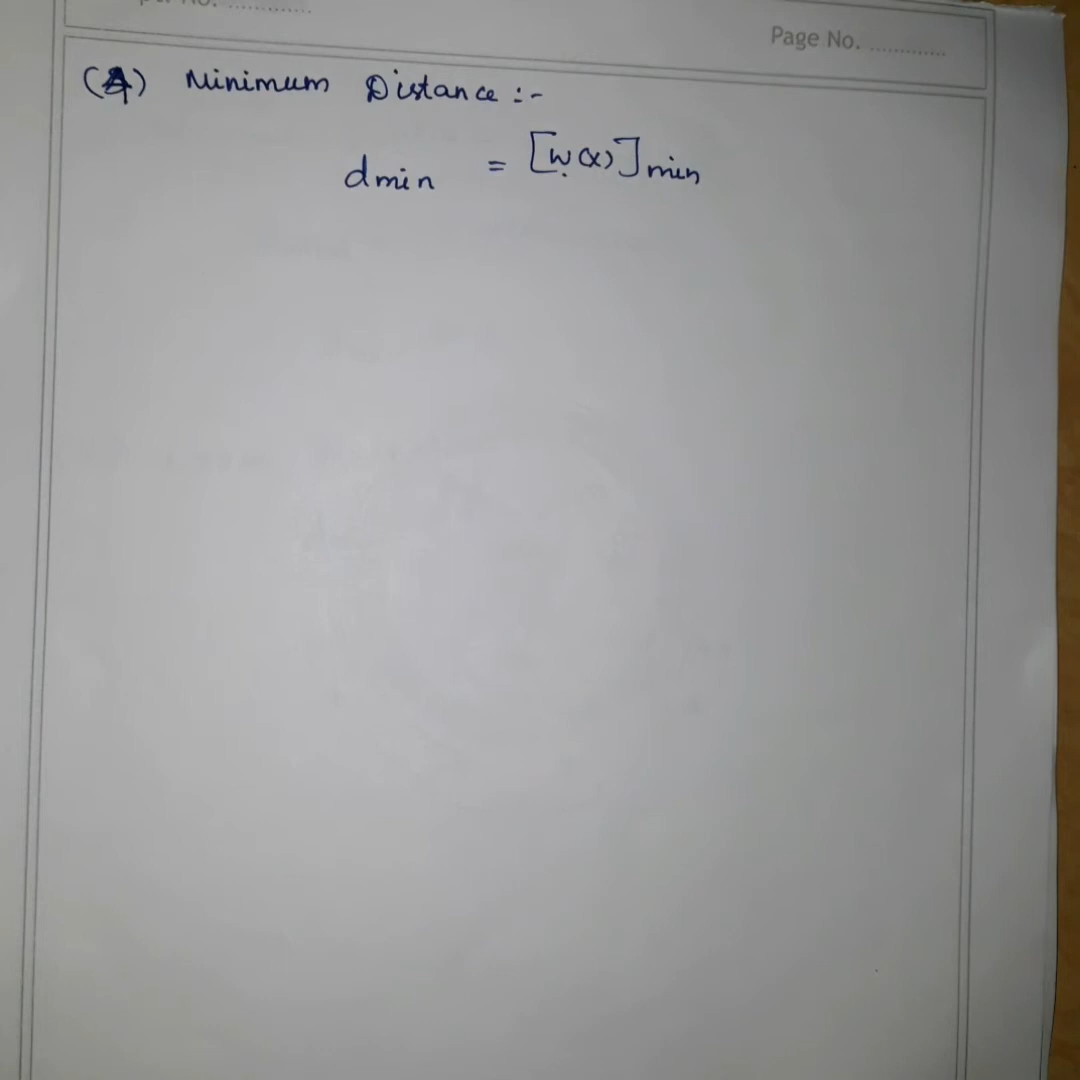 Page No. ............
(4) Minimum Distance :-
dmin = [w(x)]min